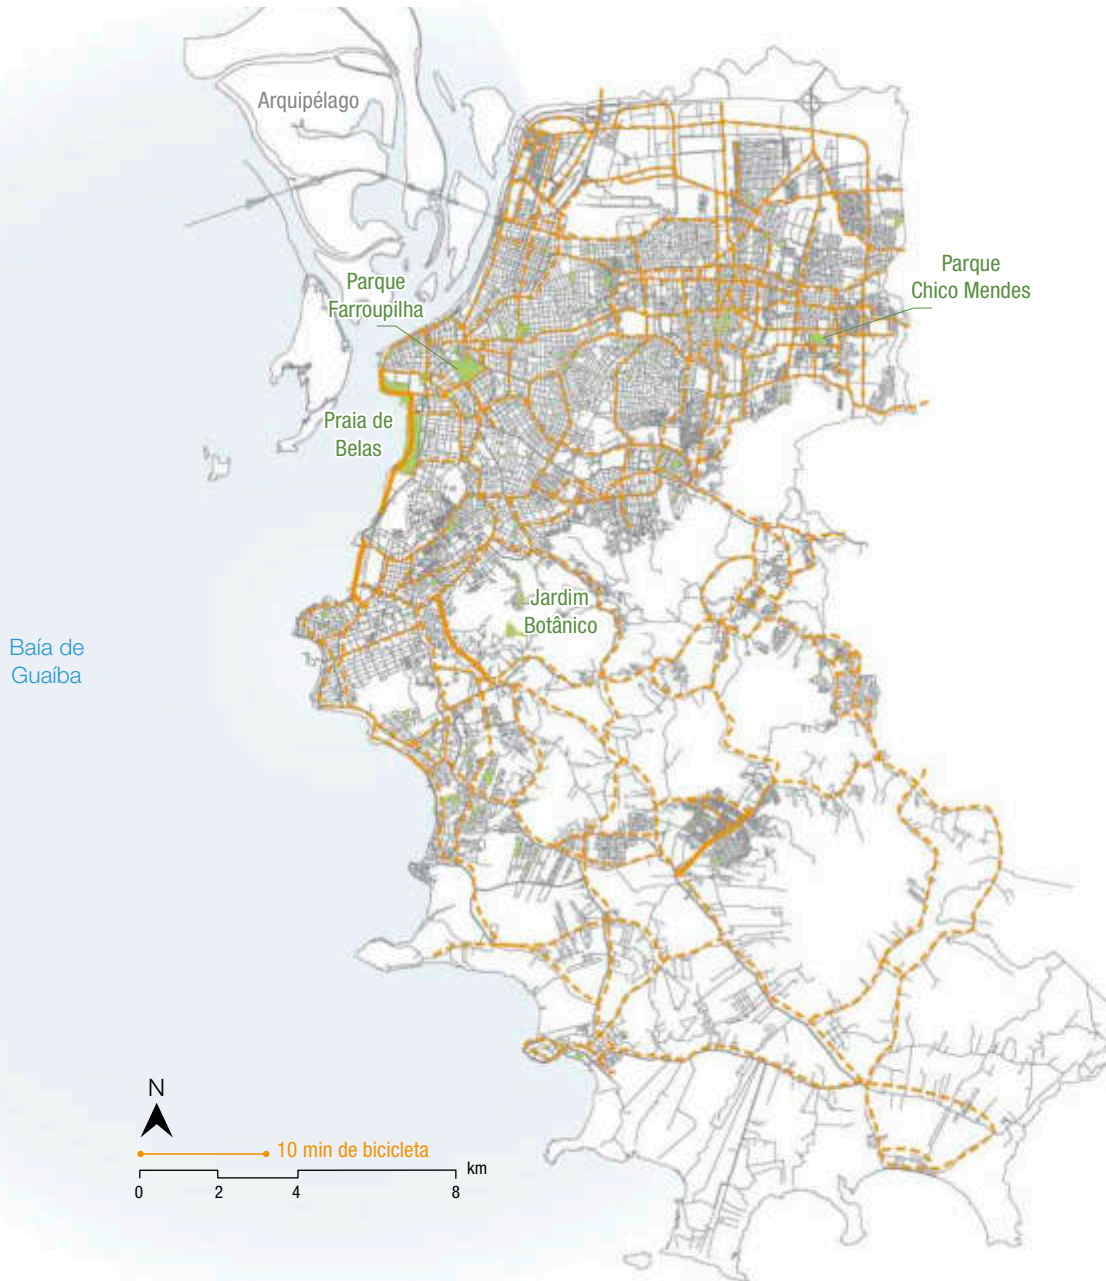 Arquipélago
Parque
Farroupilha
Parque
Chico Mendes
Praia de
Belas
Jardim
Botânico
Baía de
Guaíba
N
10 min de bicicleta
km
0 2 4 8